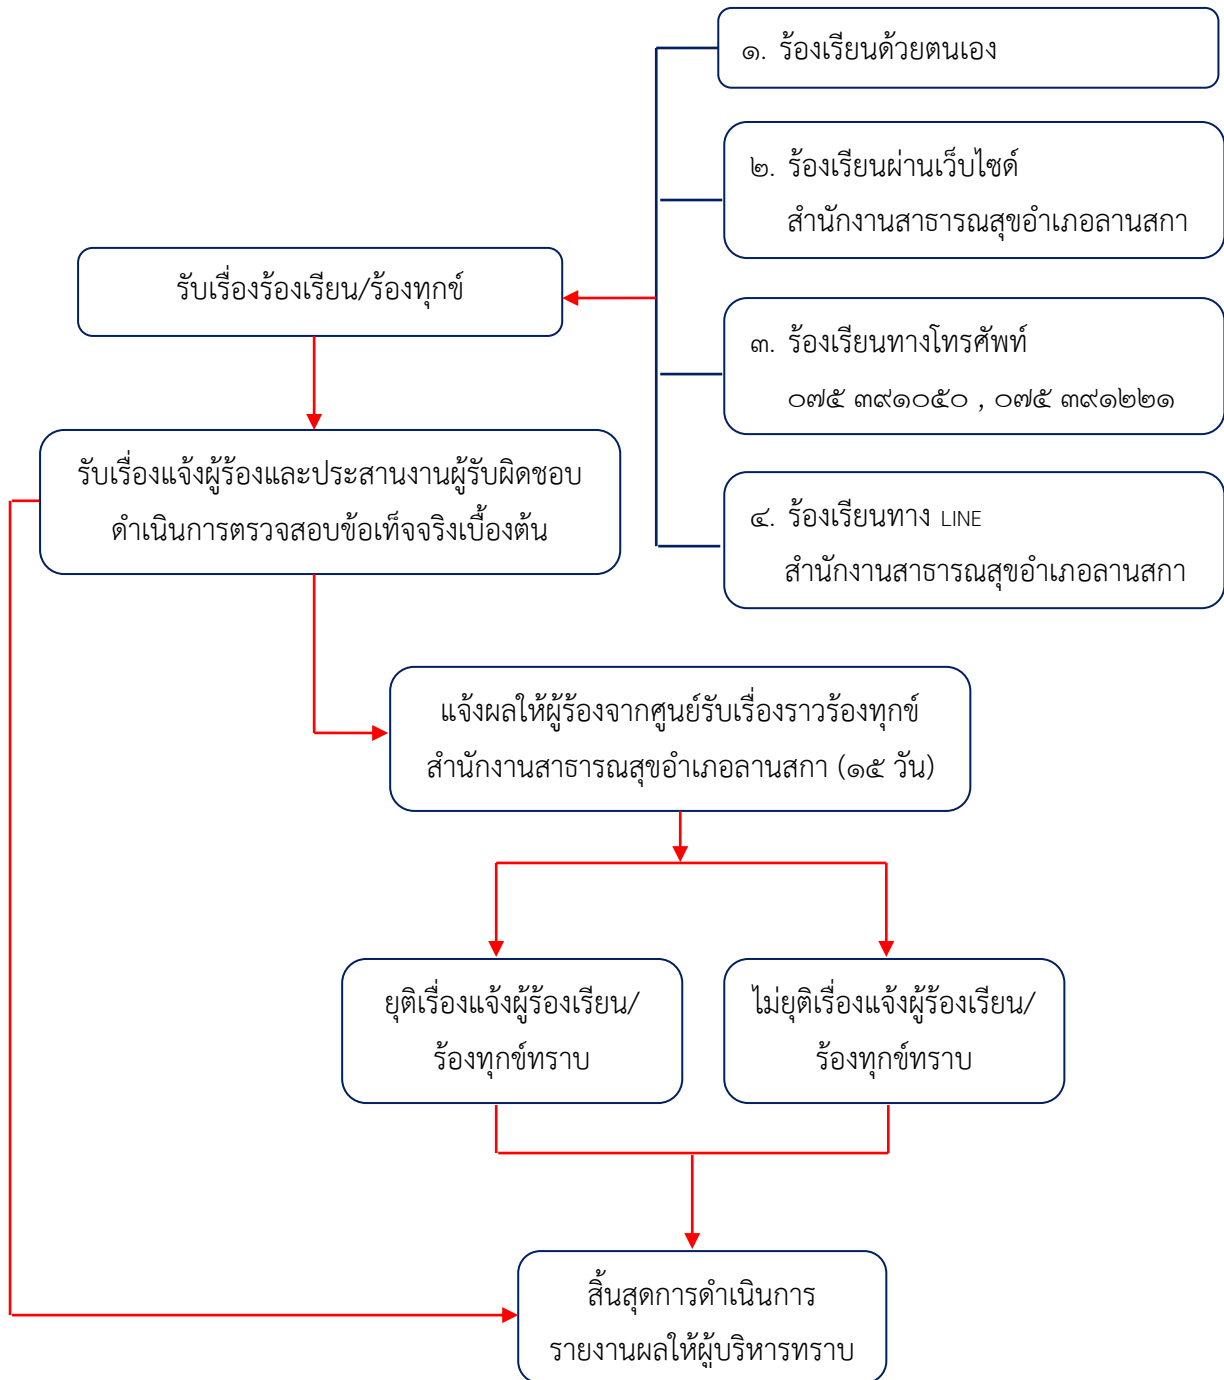 ๑. ร้องเรียนด้วยตนเอง
๒. ร้องเรียนผ่านเว็บไซด์
สำนักงานสาธารณสุขอำเภอลานสกา
รับเรื่องร้องเรียน/ร้องทุกข์
๓. ร้องเรียนทางโทรศัพท์
๐๗๕ ๓๙๑๐๕๐ , ๐๗๕ ๓๙๑๒๒๑
รับเรื่องแจ้งผู้ร้องและประสานงานผู้รับผิดชอบ
ดำเนินการตรวจสอบข้อเท็จจริงเบื้องต้น
๔. ร้องเรียนทาง LINE
สำนักงานสาธารณสุขอำเภอลานสกา
แจ้งผลให้ผู้ร้องจากศูนย์รับเรื่องราวร้องทุกข์
สำนักงานสาธารณสุขอำเภอลานสกา (๑๕ วัน)
ยุติเรื่องแจ้งผู้ร้องเรียน/
ร้องทุกข์ทราบ
ไม่ยุติเรื่องแจ้งผู้ร้องเรียน/
ร้องทุกข์ทราบ
สิ้นสุดการดำเนินการ
รายงานผลให้ผู้บริหารทราบ